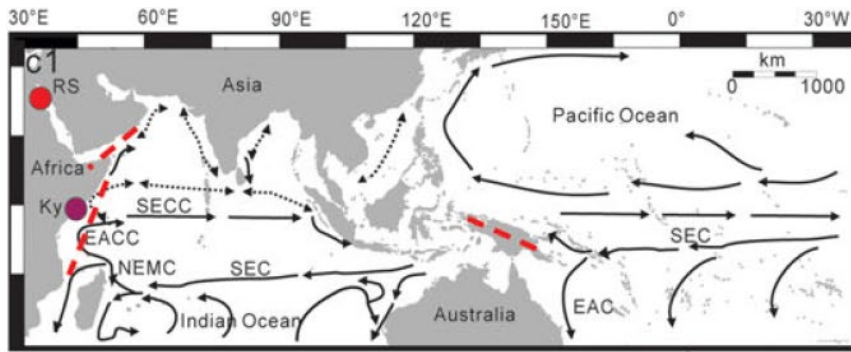 30°E 60°E 90°E 120°E 150°E 0° 30°W
c1
km
0 1000
RS
Asia
Pacific Ocean
Africa
Ky
SECC
EACC
SEC
NEMC
SEC
EAC
Indian Ocean
Australia